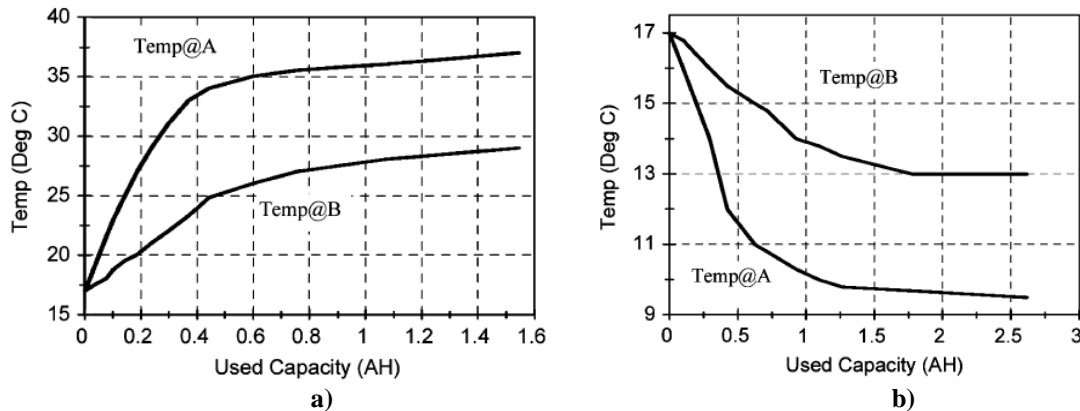 40
35
30
25
20
15
Temp (Deg C)
Temp@A
Temp@B
0 0.2 0.4 0.6 0.8 1 1.2 1.4 1.6
Used Capacity (AH)
a)
17
15
13
11
9
Temp (Deg C)
Temp@B
Temp@A
0 0.5 1 1.5 2 2.5 3
Used Capacity (AH)
b)